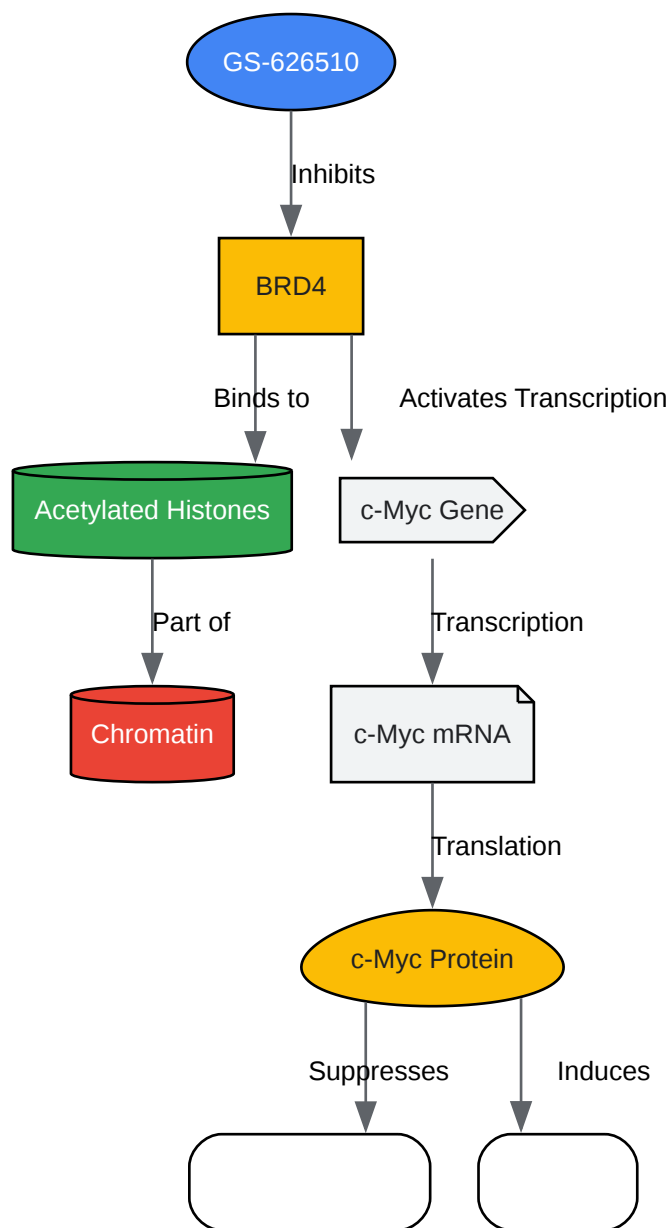 GS-626510
Inhibits
BRD4
Binds to
Activates Transcription
Acetylated Histones
c-Myc Gene
Part of
Transcription
Chromatin
c-Myc mRNA
Translation
c-Myc Protein
Suppresses
Induces